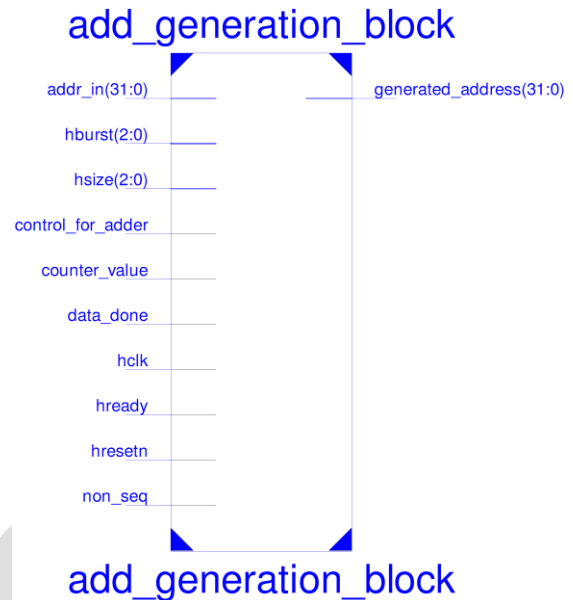 add_generation_block
addr_in(31:0)
generated_address(31:0)
hburst(2:0)
hsize(2:0)
control_for_adder
counter_value
data_done
hclk
hready
hresetn
non_seq
add_generation_block